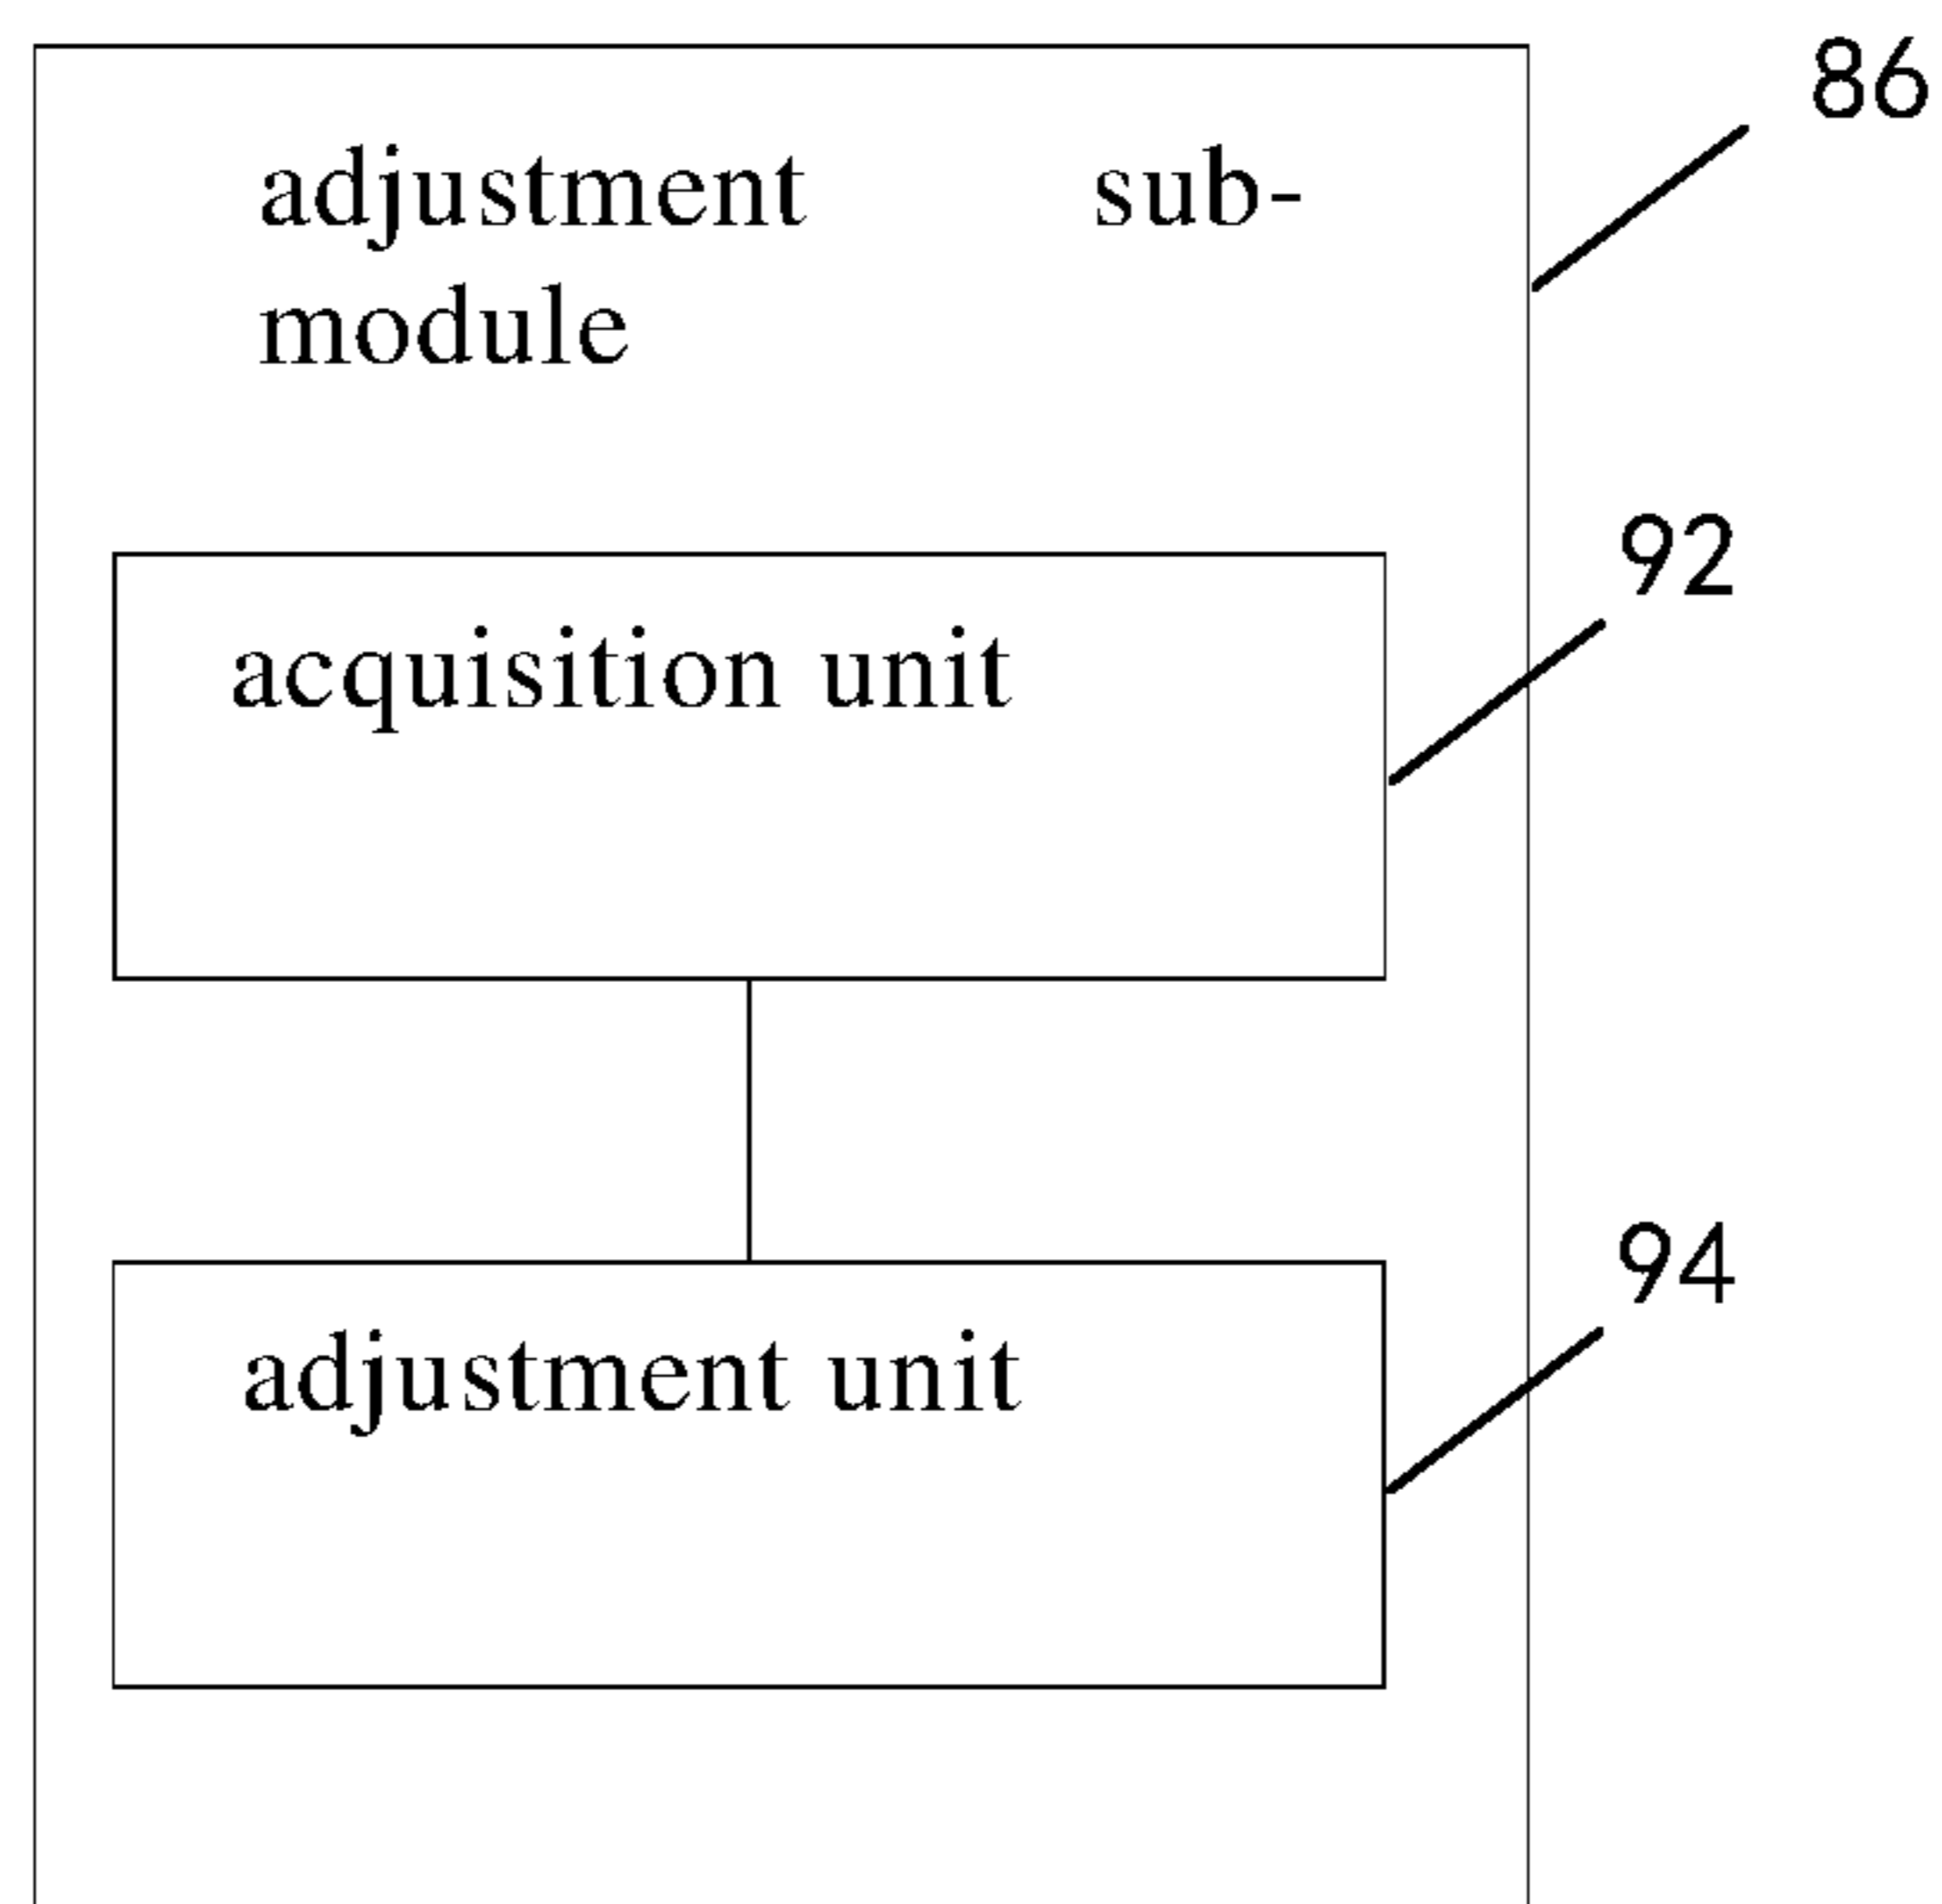 86
adjustment sub-
module
92
acquisition unit
94
adjustment unit